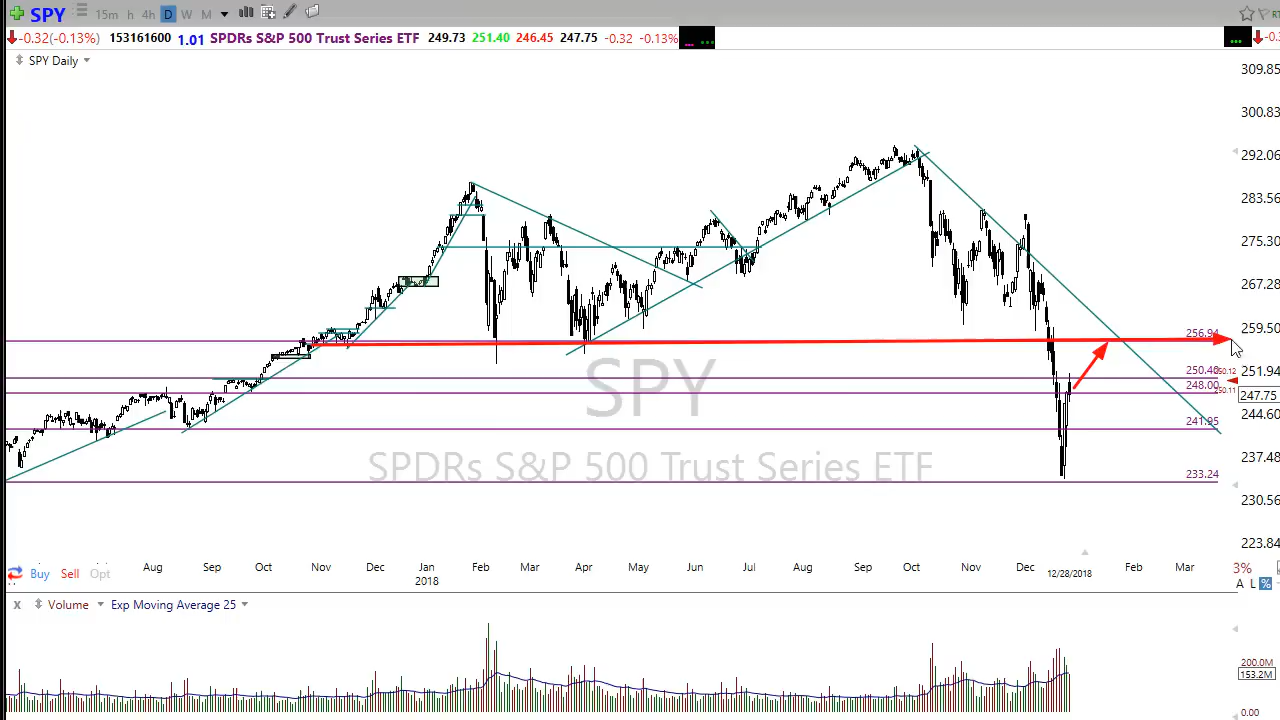 SPY 15m h 4h D W M
-0.32(-0.13%) 153161600 1.01 SPDRs S&P 500 Trust Series ETF 249.73 251.40 246.45 247.75 -0.32 -0.13%
SPY Daily
309.85
300.83
292.06
283.56
275.30
267.28
259.50
256.94
251.94
250.40
250.12
248.00
250.11
247.75
244.60
241.95
237.48
233.24
230.56
223.84
SPY
SPDRs S&P 500 Trust Series ETF
Aug Sep Oct Nov Dec Jan Feb Mar Apr May Jun Jul Aug Sep Oct Nov Dec Feb Mar
2018 12/28/2018
Buy Sell Opt
3%
A L %
x Volume Exp Moving Average 25
200.0M
153.2M
0.00